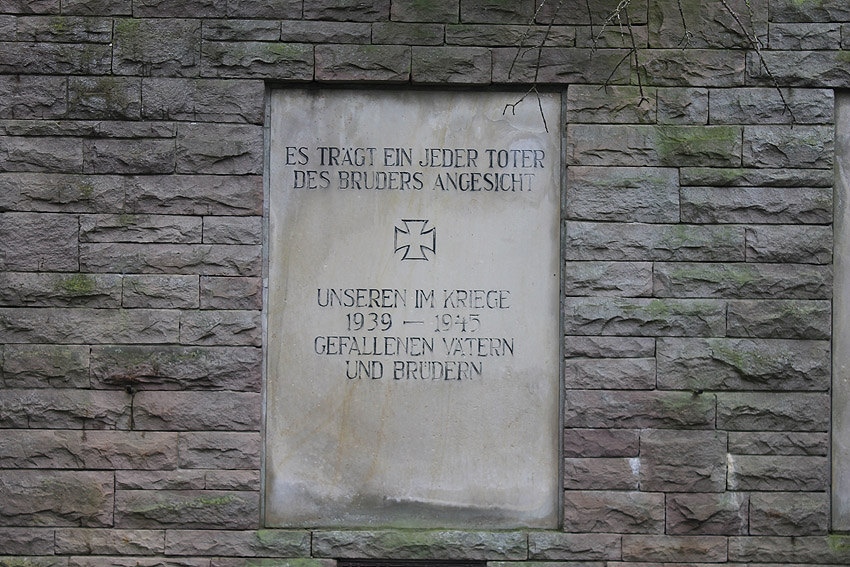 ES TRÄGT EIN JEDER TOTER
DES BRUDERS ANGESICHT
UNSEREN IM KRIEGE
1939 — 1945
GEFALLENEN VÄTERN
UND BRÜDERN